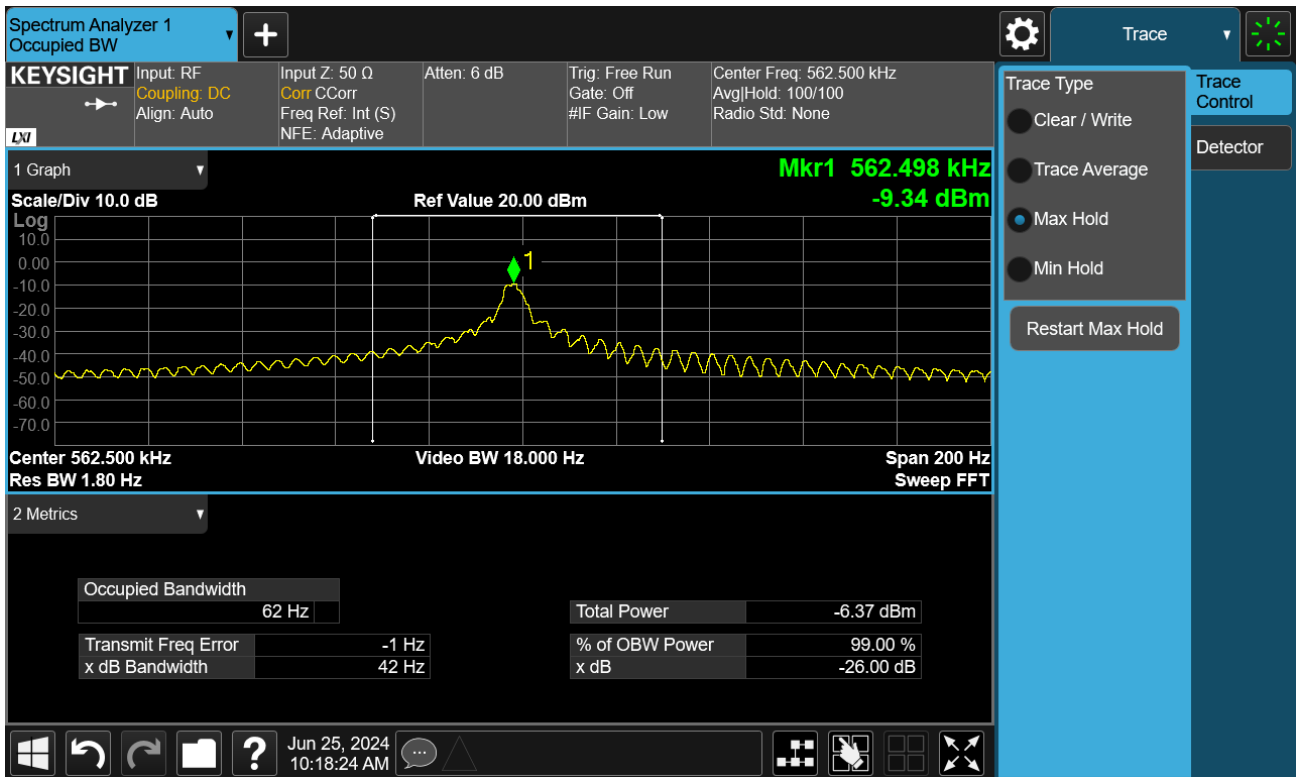 Spectrum Analyzer 1
Occupied BW
Trace
KEYSIGHT
LXI
Input: RF
Coupling: DC
Align: Auto
Input Z: 50 Ω
Corr CCorr
Freq Ref: Int (S)
NFE: Adaptive
Atten: 6 dB
Trig: Free Run
Gate: Off
#IF Gain: Low
Center Freq: 562.500 kHz
Avg|Hold: 100/100
Radio Std: None
1 Graph
Mkr1 562.498 kHz
-9.34 dBm
Scale/Div 10.0 dB
Ref Value 20.00 dBm
Log
10.0
0.00
-10.0
-20.0
-30.0
-40.0
-50.0
-60.0
-70.0
1
Center 562.500 kHz
Video BW 18.000 Hz
Span 200 Hz
Res BW 1.80 Hz
Sweep FFT
2 Metrics
Occupied Bandwidth
62 Hz
Total Power -6.37 dBm
Transmit Freq Error -1 Hz
% of OBW Power 99.00 %
x dB Bandwidth 42 Hz
x dB -26.00 dB
Jun 25, 2024
10:18:24 AM
Trace Type
Clear / Write
Trace Average
Max Hold
Min Hold
Restart Max Hold
Trace
Control
Detector